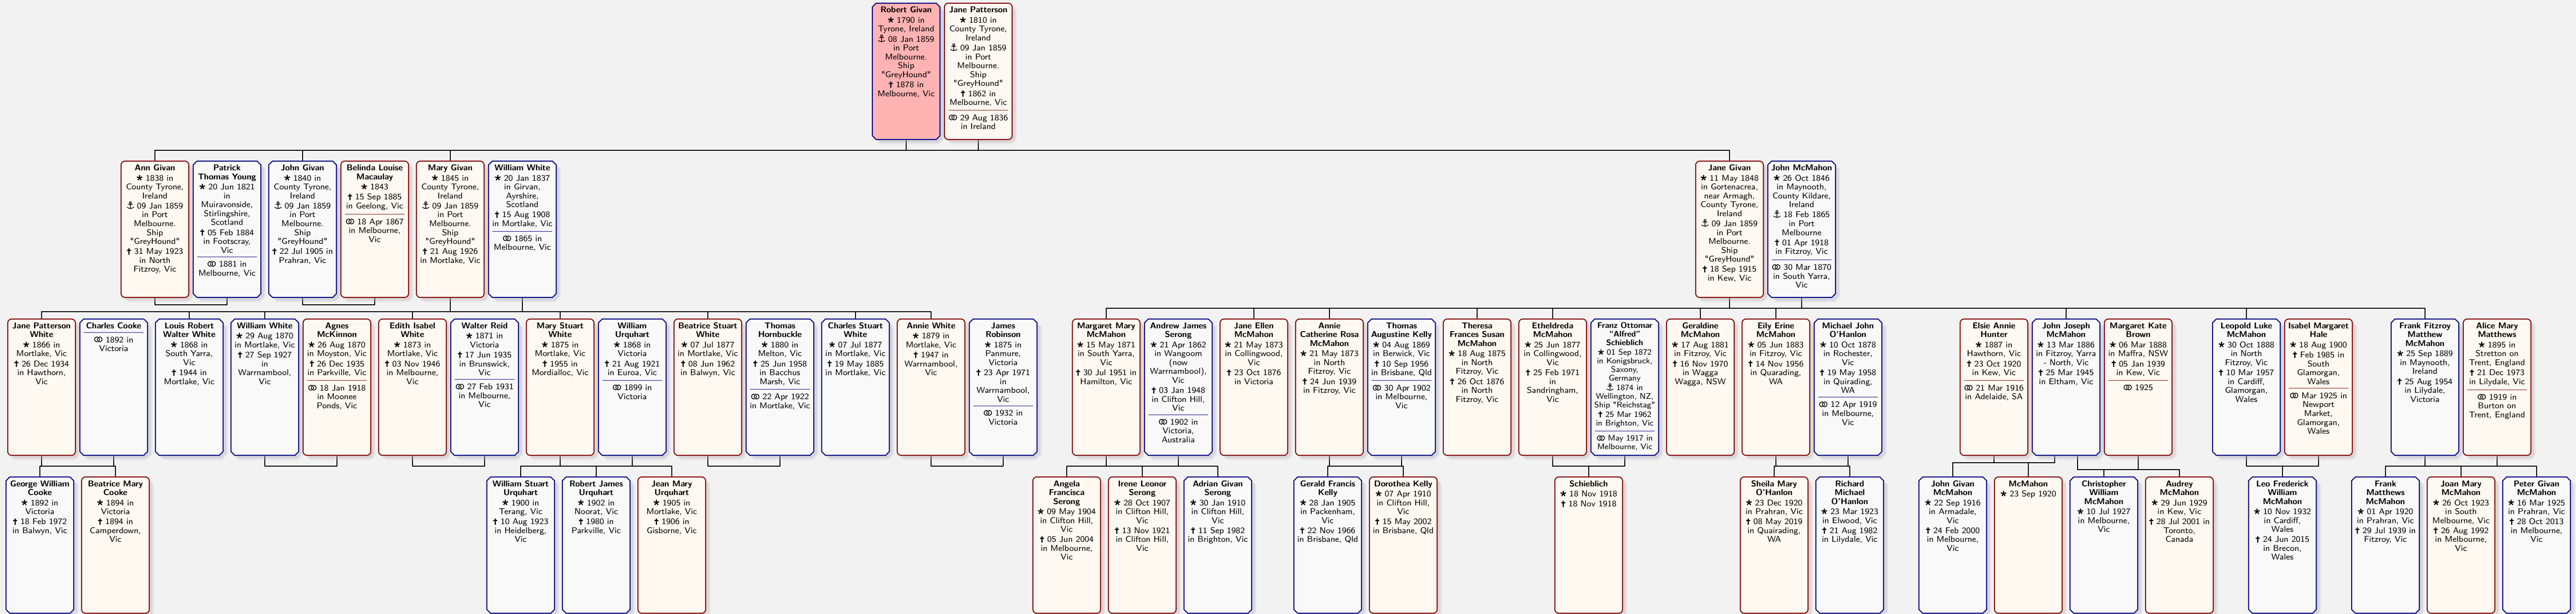 Robert Givan
★ 1790 in
Tyrone, Ireland
⚓ 08 Jan 1859
in Port
Melbourne.
Ship
"GreyHound"
✝ 1878 in
Melbourne, Vic
Jane Patterson
★ 1810 in
County Tyrone,
Ireland
⚓ 09 Jan 1859
in Port
Melbourne.
Ship
"GreyHound"
✝ 1862 in
Melbourne, Vic
⚭ 29 Aug 1836
in Ireland
Ann Givan
★ 1838 in
County Tyrone,
Ireland
⚓ 09 Jan 1859
in Port
Melbourne.
Ship
"GreyHound"
✝ 31 May 1923
in North
Fitzroy, Vic
Patrick
Thomas Young
★ 20 Jun 1821
in
Muiravonside,
Stirlingshire,
Scotland
✝ 05 Feb 1884
in Footscray,
Vic
⚭ 1881 in
Melbourne, Vic
John Givan
★ 1840 in
County Tyrone,
Ireland
⚓ 09 Jan 1859
in Port
Melbourne.
Ship
"GreyHound"
✝ 22 Jul 1905 in
Prahran, Vic
Belinda Louise
Macaulay
★ 1843
✝ 15 Sep 1885
in Geelong, Vic
⚭ 18 Apr 1867
in Melbourne,
Vic
Mary Givan
★ 1845 in
County Tyrone,
Ireland
⚓ 09 Jan 1859
in Port
Melbourne.
Ship
"GreyHound"
✝ 21 Aug 1926
in Mortlake, Vic
William White
★ 20 Jan 1837
in Girvan,
Ayrshire,
Scotland
✝ 15 Aug 1908
in Mortlake, Vic
⚭ 1865 in
Melbourne, Vic
Jane Givan
★ 11 May 1848
in Gortenacrea,
near Armagh,
County Tyrone,
Ireland
⚓ 09 Jan 1859
in Port
Melbourne.
Ship
"GreyHound"
✝ 18 Sep 1915
in Kew, Vic
John McMahon
★ 26 Oct 1846
in Maynooth,
County Kildare,
Ireland
⚓ 18 Feb 1865
in Port
Melbourne
✝ 01 Apr 1918
in Fitzroy, Vic
⚭ 30 Mar 1870
in South Yarra,
Vic
Jane Patterson
White
★ 1866 in
Mortlake, Vic
✝ 26 Dec 1934
in Hawthorn,
Vic
Charles Cooke
⚭ 1892 in
Victoria
Louis Robert
Walter White
★ 1868 in
South Yarra,
Vic
✝ 1944 in
Mortlake, Vic
William White
★ 29 Aug 1870
in Mortlake, Vic
✝ 27 Sep 1927
in
Warrnambool,
Vic
Agnes
McKinnon
★ 26 Aug 1870
in Moyston, Vic
✝ 26 Dec 1935
in Euroa, Vic
⚭ 18 Jan 1918
in Moonee
Ponds, Vic
Edith Isabel
White
★ 1873 in
Mortlake, Vic
✝ 03 Nov 1946
in Melbourne,
Vic
Walter Reid
★ 1871 in
Victoria
✝ 17 Jun 1935
in Brunswick,
Vic
⚭ 27 Feb 1931
in Melbourne,
Vic
Mary Stuart
White
★ 1875 in
Mortlake, Vic
✝ 1955 in
Mordialloc, Vic
William
Urquhart
★ 1868 in
Victoria
✝ 21 Aug 1921
in Euroa, Vic
⚭ 1899 in
Victoria
Beatrice Stuart
White
★ 07 Jul 1877
in Mortlake, Vic
✝ 08 Jun 1962
in Balwyn, Vic
Thomas
Hornbuckle
★ 1880 in
Melton, Vic
✝ 25 Jun 1958
in Bacchus
Marsh, Vic
⚭ 22 Apr 1922
in Mortlake, Vic
Charles Stuart
White
★ 07 Jul 1877
in Mortlake, Vic
✝ 19 May 1885
in Mortlake, Vic
Annie White
★ 1879 in
Mortlake, Vic
✝ 1947 in
Warrnambool,
Vic
James
Robinson
★ 1875 in
Panmure,
Victoria
✝ 23 Apr 1971
in
Warrnambool,
Vic
⚭ 1932 in
Victoria
Margaret Mary
McMahon
★ 15 May 1871
in South Yarra,
Vic
✝ 30 Jul 1951 in
Hamilton, Vic
Andrew James
Serong
★ 21 Apr 1862
in Wangoom
(now
Warrnambool),
Vic
✝ 03 Jan 1948
in Clifton Hill,
Vic
⚭ 1902 in
Victoria,
Australia
Jane Ellen
McMahon
★ 21 May 1873
in Collingwood,
Vic
✝ 23 Oct 1876
in Victoria
Annie
Catherine Rosa
McMahon
★ 21 May 1873
in North
Fitzroy, Vic
✝ 24 Jun 1939
in Fitzroy, Vic
Thomas
Augustine Kelly
★ 04 Aug 1869
in Berwick, Vic
✝ 10 Sep 1956
in Brisbane, Qld
⚭ 30 Apr 1902
in Melbourne,
Vic
Theresa
Frances Susan
McMahon
★ 18 Aug 1875
in North
Fitzroy, Vic
✝ 26 Oct 1876
in North
Fitzroy, Vic
Etheldreda
McMahon
★ 25 Jun 1877
in Collingwood,
Vic
✝ 25 Feb 1971
in
Sandringham,
Vic
Franz Ottomar
"Alfred"
Schieblich
★ 01 Sep 1872
in Konigsbruck,
Saxony,
Germany
⚓ 1874 in
Wellington, NZ,
Ship "Reichstag"
✝ 25 Mar 1962
in Brighton, Vic
⚭ May 1917 in
Melbourne, Vic
Geraldine
McMahon
★ 17 Aug 1881
in Fitzroy, Vic
✝ 16 Nov 1970
in Wagga
Wagga, NSW
Eily Erine
McMahon
★ 05 Jun 1883
in Fitzroy, Vic
✝ 14 Nov 1956
in Quarading,
WA
Michael John
O'Hanlon
★ 10 Oct 1878
in Rochester,
Vic
✝ 19 May 1958
in Quirading,
WA
⚭ 12 Apr 1919
in Melbourne,
Vic
Elsie Annie
Hunter
★ 1887 in
Hawthorn, Vic
✝ 23 Oct 1920
in Kew, Vic
⚭ 21 Mar 1916
in Adelaide, SA
John Joseph
McMahon
★ 13 Mar 1886
in Fitzroy, Yarra
- North, Vic
✝ 25 Mar 1945
in Eltham, Vic
Margaret Kate
Brown
★ 06 Mar 1888
in Maffra, NSW
✝ 05 Jan 1939
in Kew, Vic
⚭ 1925
Leopold Luke
McMahon
★ 30 Oct 1888
in North
Fitzroy, Vic
✝ 10 Mar 1957
in Cardiff,
Glamorgan,
Wales
Isabel Margaret
Hale
★ 18 Aug 1900
✝ Feb 1985 in
South
Glamorgan,
Wales
⚭ Mar 1925 in
Newport
Market,
Glamorgan,
Wales
Frank Fitzroy
Matthew
McMahon
★ 25 Sep 1889
in Maynooth,
Ireland
✝ 25 Aug 1954
in Lilydale,
Victoria
Alice Mary
Matthews
★ 1895 in
Stretton on
Trent, England
✝ 21 Dec 1973
in Lilydale, Vic
⚭ 1919 in
Burton on
Trent, England
George William
Cooke
★ 1892 in
Victoria
✝ 18 Feb 1972
in Balwyn, Vic
Beatrice Mary
Cooke
★ 1894 in
Victoria
✝ 1894 in
Camperdown,
Vic
William Stuart
Urquhart
★ 1900 in
Terang, Vic
✝ 10 Aug 1923
in Heidelberg,
Vic
Robert James
Urquhart
★ 1902 in
Noorat, Vic
✝ 1980 in
Parkville, Vic
Jean Mary
Urquhart
★ 1905 in
Mortlake, Vic
✝ 1906 in
Gisborne, Vic
Angela
Francisca
Serong
★ 09 May 1904
in Clifton Hill,
Vic
✝ 05 Jun 2004
in Melbourne,
Vic
Irene Leonor
Serong
★ 28 Oct 1907
in Clifton Hill,
Vic
✝ 13 Nov 1921
in Clifton Hill,
Vic
Adrian Givan
Serong
★ 30 Jan 1910
in Clifton Hill,
Vic
✝ 11 Sep 1982
in Brighton, Vic
Gerald Francis
Kelly
★ 28 Jan 1905
in Packenham,
Vic
✝ 22 Nov 1966
in Brisbane, Qld
Dorothea Kelly
★ 07 Apr 1910
in Clifton Hill,
Vic
✝ 15 May 2002
in Brisbane, Qld
Schieblich
★ 18 Nov 1918
✝ 18 Nov 1918
Sheila Mary
O'Hanlon
★ 23 Dec 1920
in Prahran, Vic
✝ 08 May 2019
in Quairading,
WA
Richard
Michael
O'Hanlon
★ 23 Mar 1923
in Elwood, Vic
✝ 21 Aug 1982
in Lilydale, Vic
John Givan
McMahon
★ 22 Sep 1916
in Armadale,
Vic
✝ 24 Feb 2000
in Melbourne,
Vic
McMahon
★ 23 Sep 1920
Christopher
William
McMahon
★ 10 Jul 1927
in Melbourne,
Vic
Audrey
McMahon
★ 29 Jun 1929
in Kew, Vic
✝ 28 Jul 2001 in
Toronto,
Canada
Leo Frederick
William
McMahon
★ 10 Nov 1932
in Cardiff,
Wales
✝ 24 Jun 2015
in Brecon,
Wales
Frank
Matthews
McMahon
★ 01 Apr 1920
in Prahran, Vic
✝ 29 Jul 1939 in
Fitzroy, Vic
Joan Mary
McMahon
★ 26 Oct 1923
in South
Melbourne, Vic
✝ 26 Aug 1992
in Melbourne,
Vic
Peter Givan
McMahon
★ 16 Mar 1925
in Prahran, Vic
✝ 28 Oct 2013
in Melbourne,
Vic